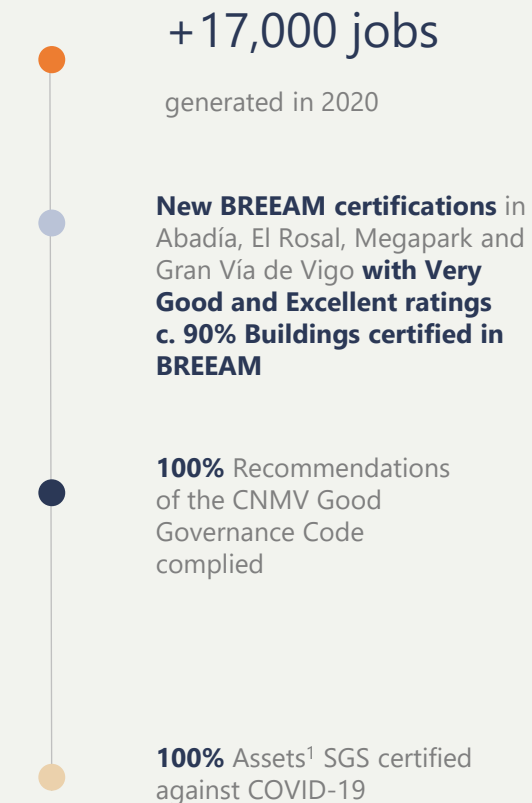 +17,000 jobs
generated in 2020
New BREEAM certifications in
Abadía, El Rosal, Megapark and
Gran Vía de Vigo with Very
Good and Excellent ratings
c. 90% Buildings certified in
BREEAM
100% Recommendations
of the CNMV Good
Governance Code
complied
100% Assets¹ SGS certified
against COVID-19